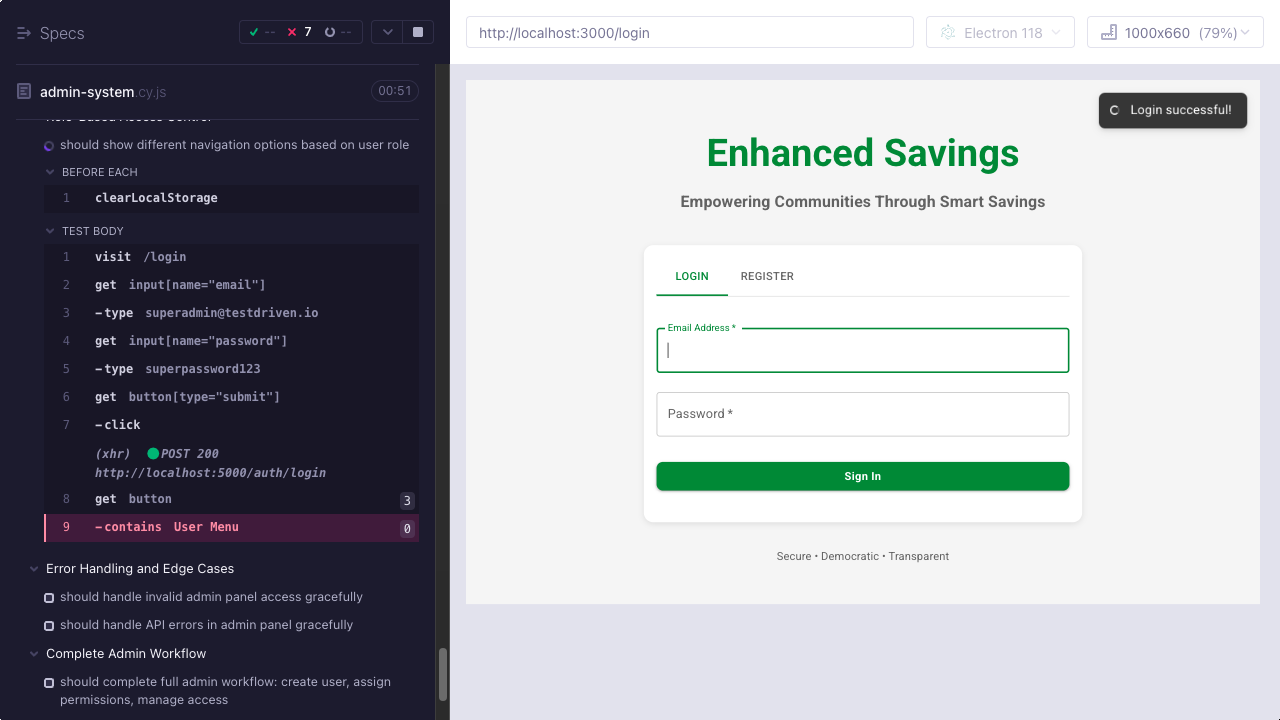 Specs
-- 7 --
http://localhost:3000/login
Electron 118
1000x660 (79%)
admin-system.cy.js
00:51
Role-Based Access Control
should show different navigation options based on user role
BEFORE EACH
1 clearLocalStorage
TEST BODY
1 visit /login
2 get input[name="email"]
3 -type superadmin@testdriven.io
4 get input[name="password"]
5 -type superpassword123
6 get button[type="submit"]
7 -click
(xhr) POST 200
http://localhost:5000/auth/login
8 get button 3
9 -contains User Menu 0
Error Handling and Edge Cases
should handle invalid admin panel access gracefully
should handle API errors in admin panel gracefully
Complete Admin Workflow
should complete full admin workflow: create user, assign
permissions, manage access
Login successful!
Enhanced Savings
Empowering Communities Through Smart Savings
LOGIN REGISTER
Email Address *
Password *
Sign In
Secure • Democratic • Transparent